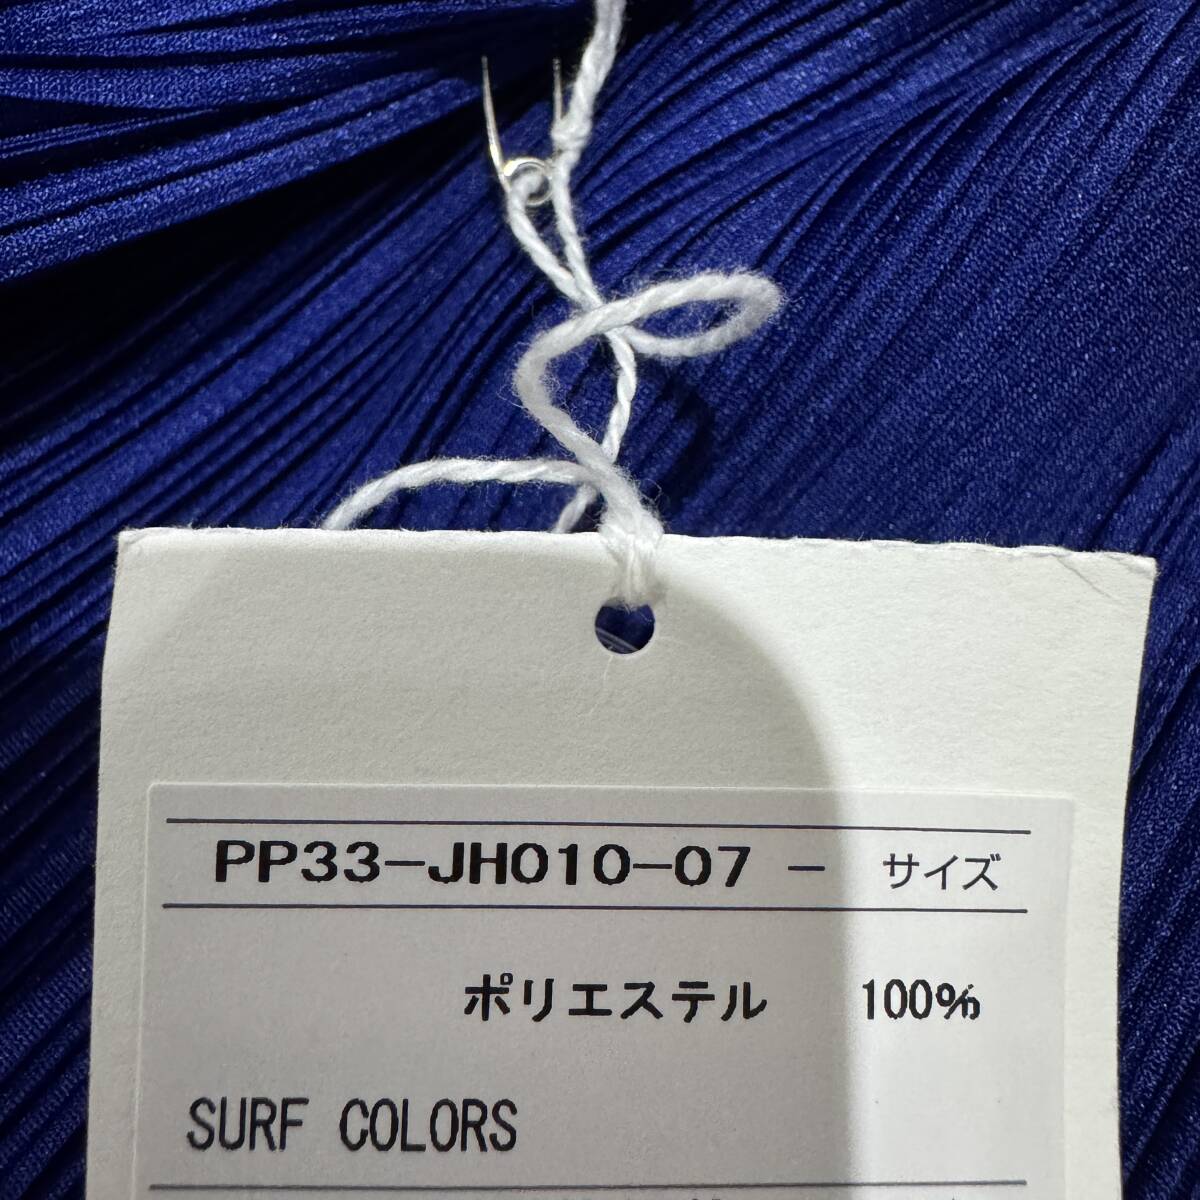 PP33-JH010-07 - サイズ
ポリエステル 100%
SURF COLORS